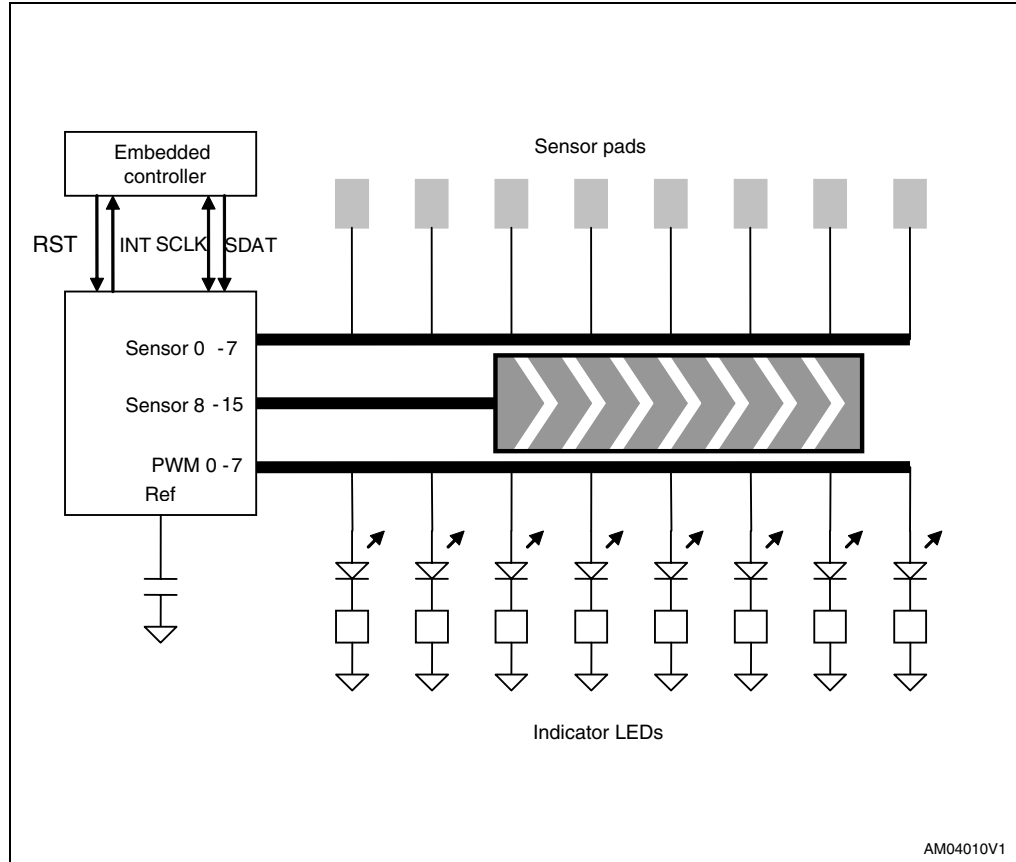 Embedded
controller
Sensor pads
RST INT SCLK SDAT
Sensor 0 -7
Sensor 8 -15
PWM 0 -7
Ref
Indicator LEDs
AM04010V1